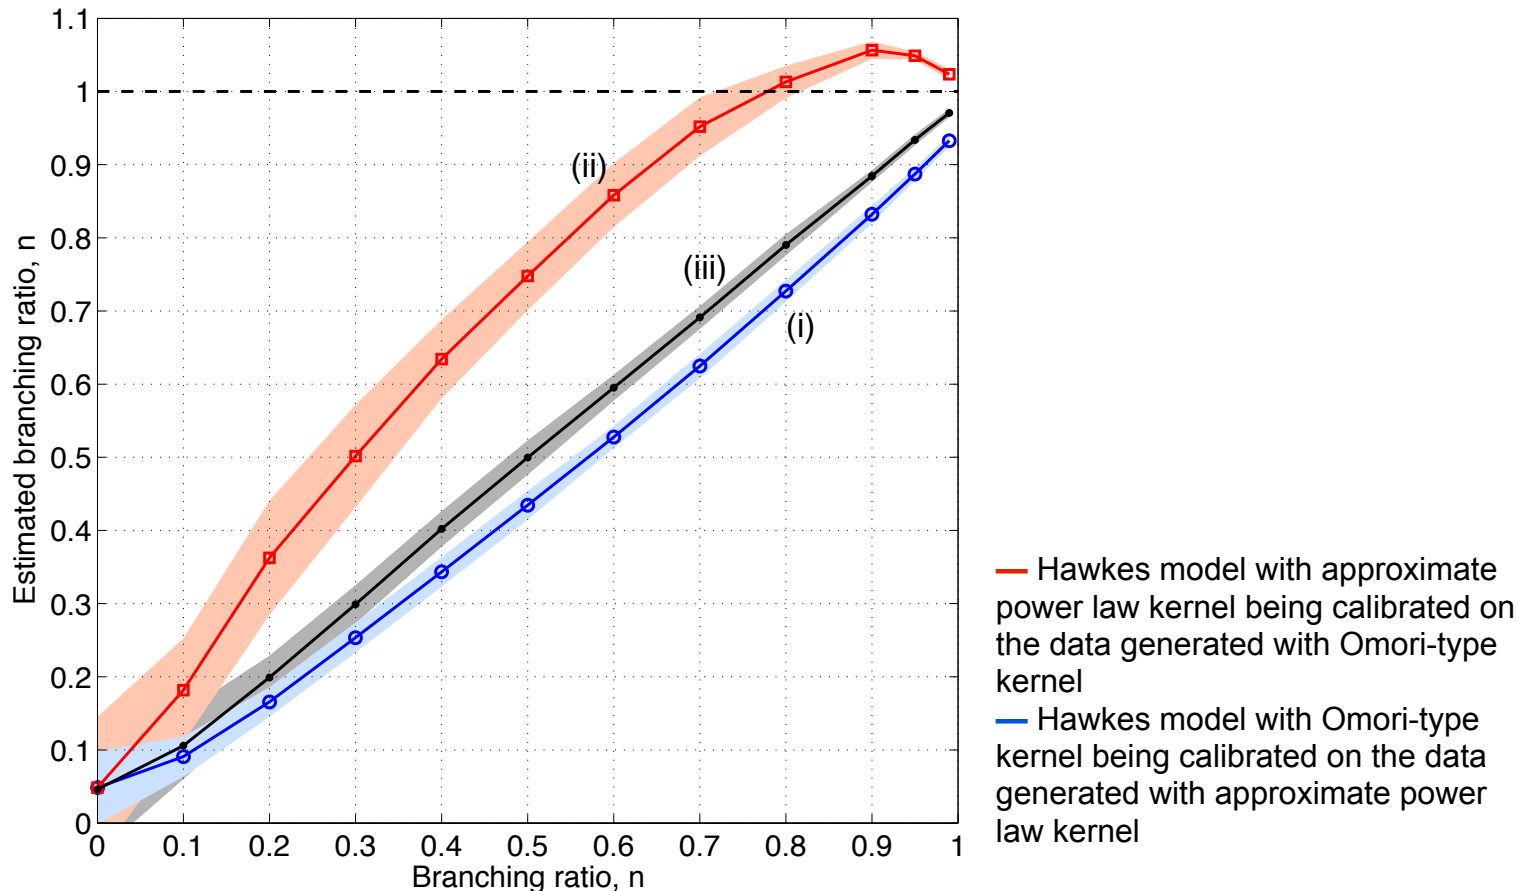 1.1
1
0.9
0.8
0.7
0.6
0.5
0.4
0.3
0.2
0.1
0
Estimated branching ratio, n
(ii)
(iii)
(i)
0 0.1 0.2 0.3 0.4 0.5 0.6 0.7 0.8 0.9 1
Branching ratio, n
Hawkes model with approximate
power law kernel being calibrated on
the data generated with Omori-type
kernel
Hawkes model with Omori-type
kernel being calibrated on the data
generated with approximate power
law kernel